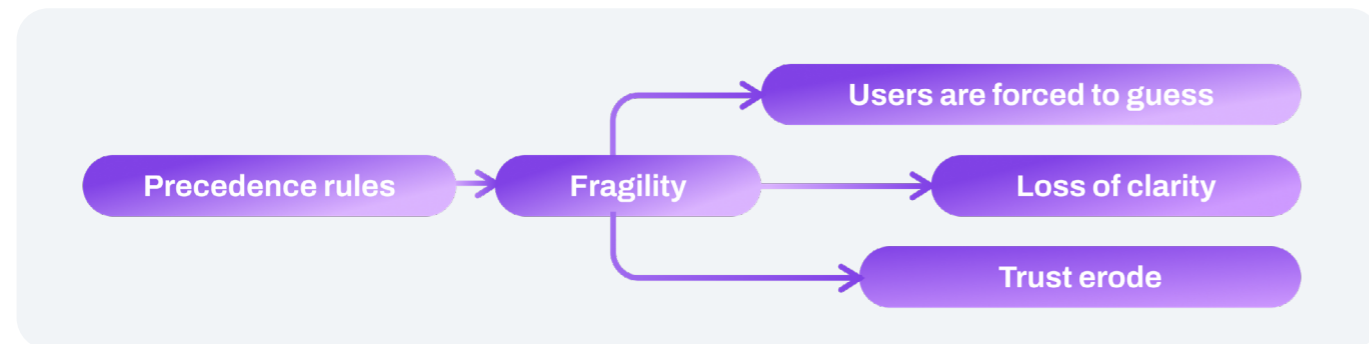 Users are forced to guess
Precedence rules
Fragility
Loss of clarity
Trust erode